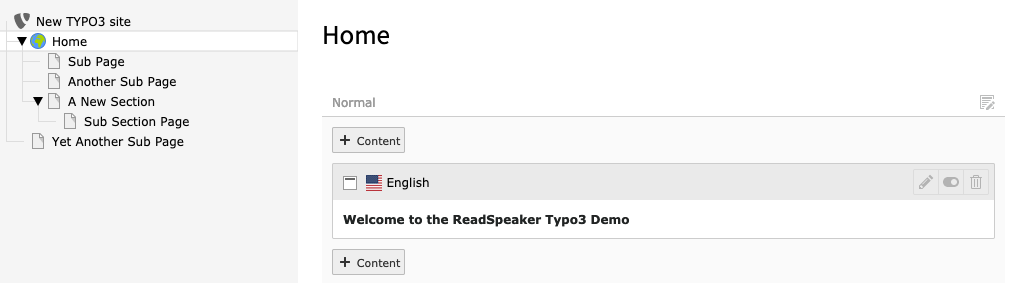 New TYPO3 site
Home
Sub Page
Another Sub Page
A New Section
Sub Section Page
Yet Another Sub Page
Home
Normal
+ Content
English
Welcome to the ReadSpeaker Typo3 Demo
+ Content